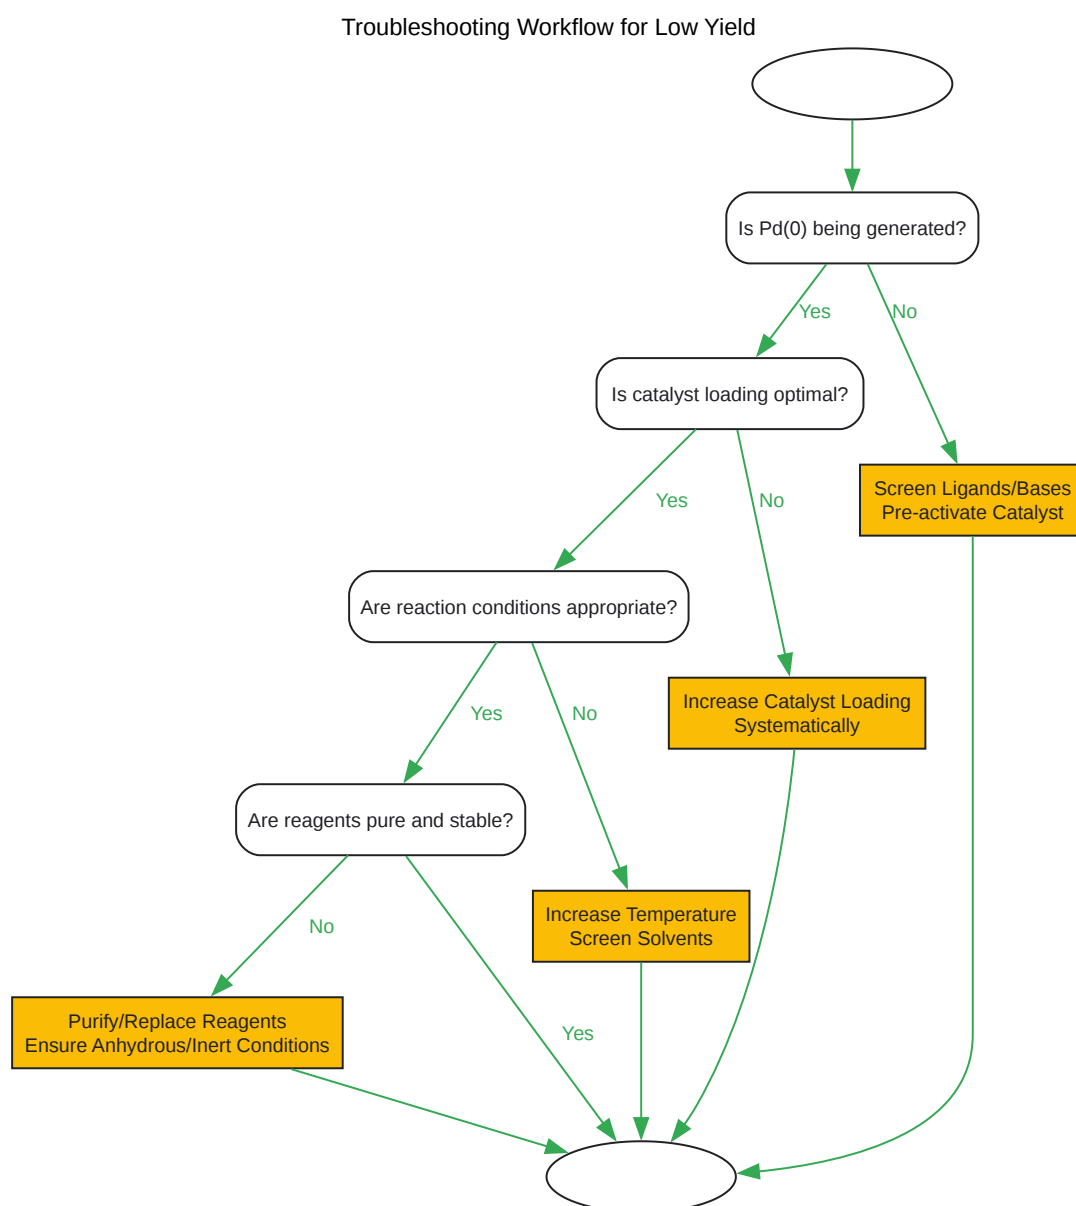 Troubleshooting Workflow for Low Yield
Is Pd(0) being generated?
Yes
No
Is catalyst loading optimal?
Screen Ligands/Bases
Pre-activate Catalyst
Yes
No
Are reaction conditions appropriate?
Increase Catalyst Loading
Systematically
Yes
No
Are reagents pure and stable?
Increase Temperature
Screen Solvents
No
Yes
Purify/Replace Reagents
Ensure Anhydrous/Inert Conditions